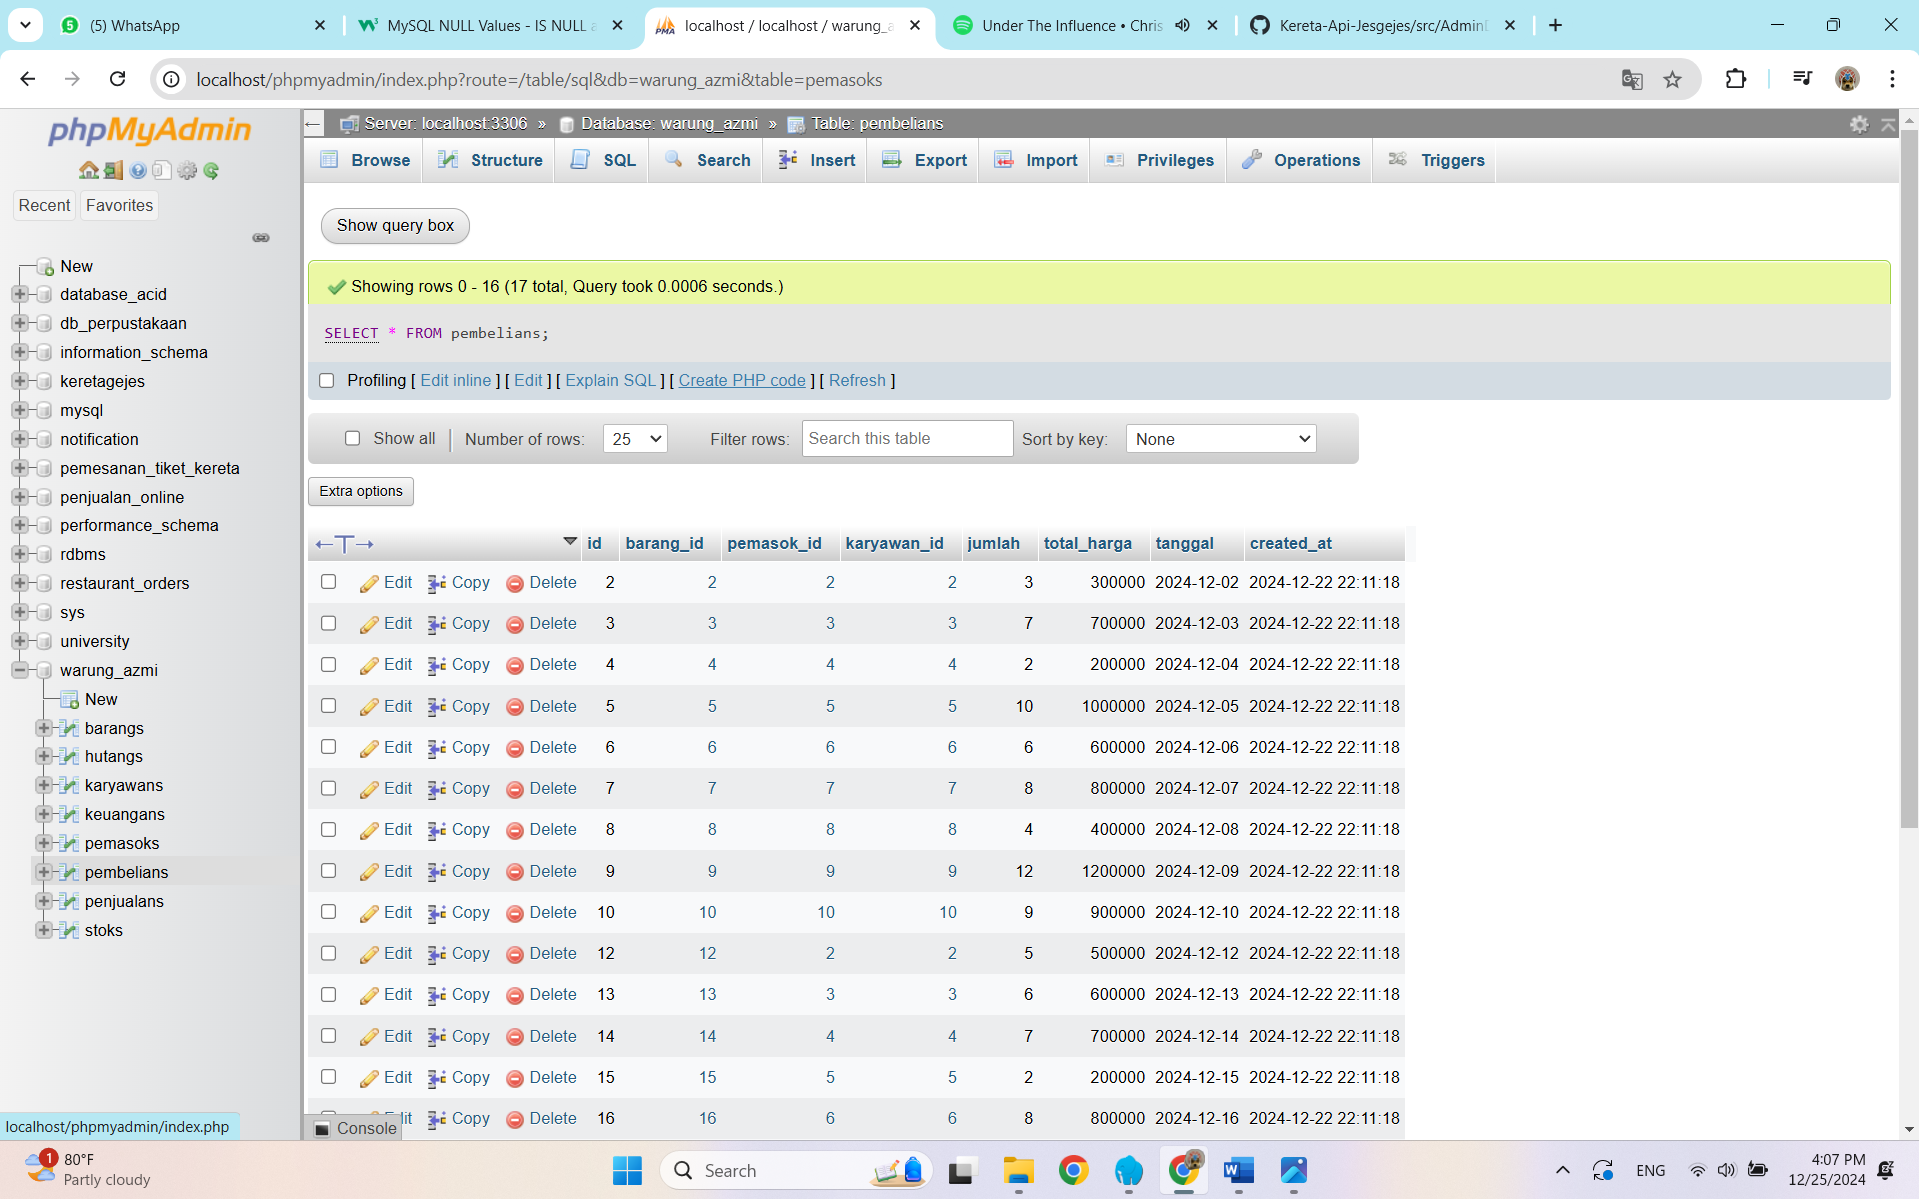 (5) WhatsApp
MySQL NULL Values - IS NULL a
localhost / localhost / warung_a
Under The Influence • Chris
Kereta-Api-Jesgejes/src/Admin
localhost/phpmyadmin/index.php?route=/table/sql&db=warung_azmi&table=pemasoks
phpMyAdmin
Recent Favorites
New
database_acid
db_perpustakaan
information_schema
keretagejes
mysql
notification
pemesanan_tiket_kereta
penjualan_online
performance_schema
rdbms
restaurant_orders
sys
university
warung_azmi
New
barangs
hutangs
karyawans
keuangans
pemasoks
pembelians
penjualans
stoks
localhost/phpmyadmin/index.php
Server: localhost:3306 » Database: warung_azmi » Table: pembelians
Browse Structure SQL Search Insert Export Import Privileges Operations Triggers
Show query box
Showing rows 0 - 16 (17 total, Query took 0.0006 seconds.)
SELECT * FROM pembelians;
Profiling [ Edit inline ] [ Edit ] [ Explain SQL ] [ Create PHP code ] [ Refresh ]
Show all Number of rows: 25 Filter rows: Search this table Sort by key: None
Extra options
id barang_id pemasok_id karyawan_id jumlah total_harga tanggal created_at
Edit Copy Delete 2 2 2 2 3 300000 2024-12-02 2024-12-22 22:11:18
Edit Copy Delete 3 3 3 3 7 700000 2024-12-03 2024-12-22 22:11:18
Edit Copy Delete 4 4 4 4 2 200000 2024-12-04 2024-12-22 22:11:18
Edit Copy Delete 5 5 5 5 10 1000000 2024-12-05 2024-12-22 22:11:18
Edit Copy Delete 6 6 6 6 6 600000 2024-12-06 2024-12-22 22:11:18
Edit Copy Delete 7 7 7 7 8 800000 2024-12-07 2024-12-22 22:11:18
Edit Copy Delete 8 8 8 8 4 400000 2024-12-08 2024-12-22 22:11:18
Edit Copy Delete 9 9 9 9 12 1200000 2024-12-09 2024-12-22 22:11:18
Edit Copy Delete 10 10 10 10 9 900000 2024-12-10 2024-12-22 22:11:18
Edit Copy Delete 12 12 2 2 5 500000 2024-12-12 2024-12-22 22:11:18
Edit Copy Delete 13 13 3 3 6 600000 2024-12-13 2024-12-22 22:11:18
Edit Copy Delete 14 14 4 4 7 700000 2024-12-14 2024-12-22 22:11:18
Edit Copy Delete 15 15 5 5 2 200000 2024-12-15 2024-12-22 22:11:18
Edit Copy Delete 16 16 6 6 8 800000 2024-12-16 2024-12-22 22:11:18
Console
1
80°F
Partly cloudy
Search
ENG
4:07 PM
12/25/2024